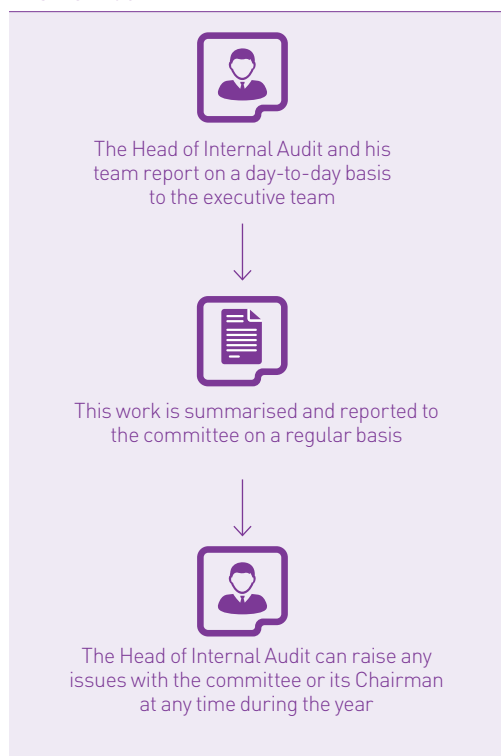 The Head of Internal Audit and his
team report on a day-to-day basis
to the executive team
This work is summarised and reported to
the committee on a regular basis
The Head of Internal Audit can raise any
issues with the committee or its Chairman
at any time during the year